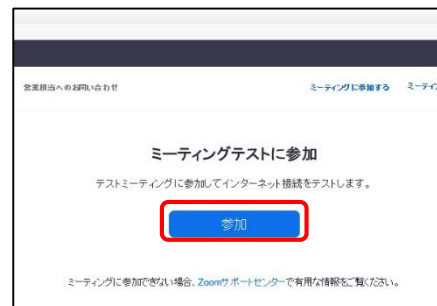 営業担当へのお問い合わせ ミーティングに参加する
ミーティングテストに参加
テストミーティングに参加してインターネット接続をテストします。
参加
ミーティングに参加できない場合、Zoomサポートセンターで有用な情報をご覧ください。